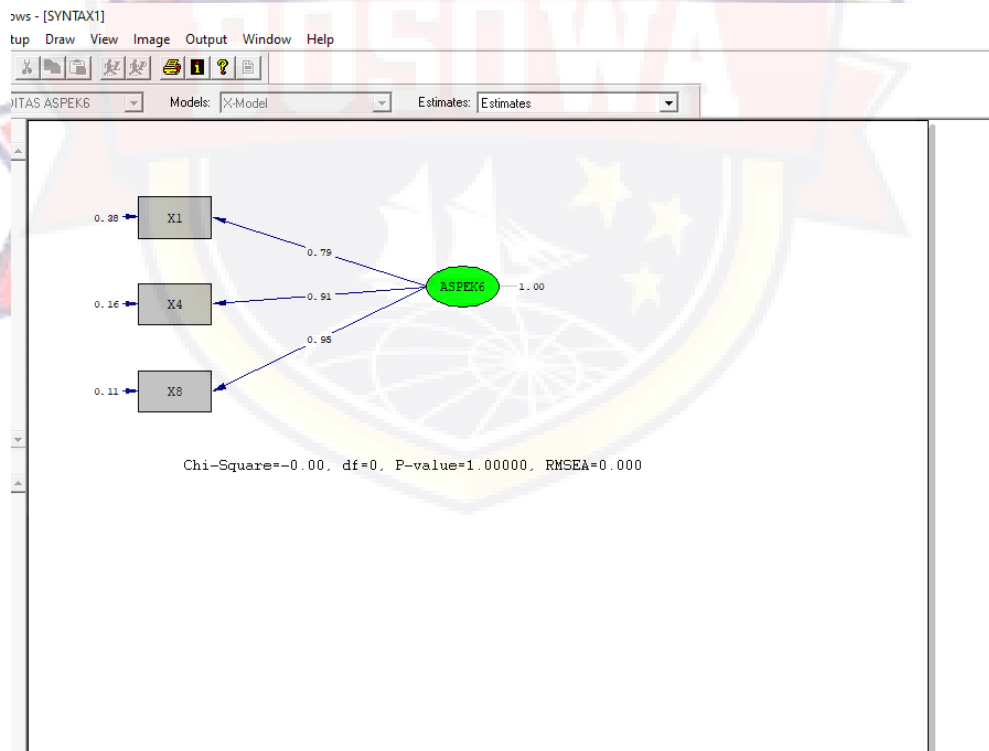 ows - [SYNTAX1]
tup Draw View Image Output Window Help
DITAS ASPEK6 Models: X-Model Estimates: Estimates
BOSOWA
0.38 X1
0.79
ASPEK6 1.00
0.91
0.16 X4
0.95
0.11 X8
Chi-Square=-0.00, df=0, P-value=1.00000, RMSEA=0.000